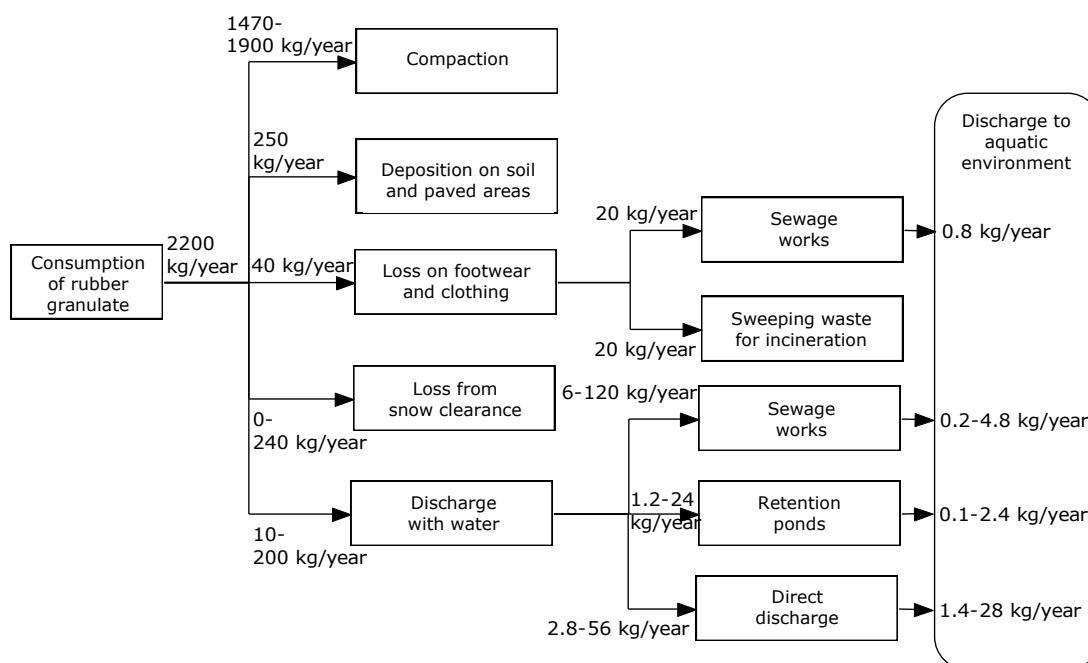 1470-
1900 kg/year
Compaction
Discharge to
aquatic
environment
250
kg/year
Deposition on soil
and paved areas
20 kg/year
Sewage
works
0.8 kg/year
2200
kg/year
Consumption
of rubber
granulate
40 kg/year
Loss on footwear
and clothing
Sweeping waste
for incineration
20 kg/year
Loss from
snow clearance
6-120 kg/year
0-
240 kg/year
Sewage
works
0.2-4.8 kg/year
Discharge
with water
1.2-24
kg/year
Retention
ponds
0.1-2.4 kg/year
10-
200 kg/year
Direct
discharge
1.4-28 kg/year
2.8-56 kg/year